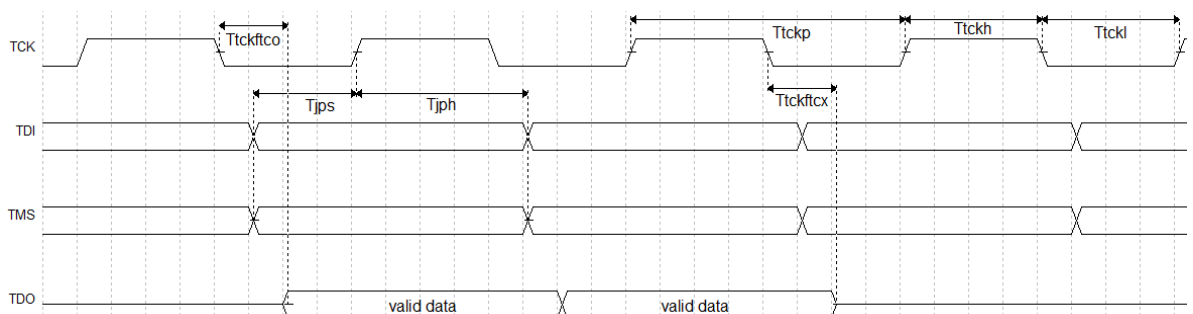 TCK
Ttckftco
Ttckp
Ttckh
Ttckl
Tjps
Tjph
Ttckftcx
TDI
TMS
TDO
valid data
valid data